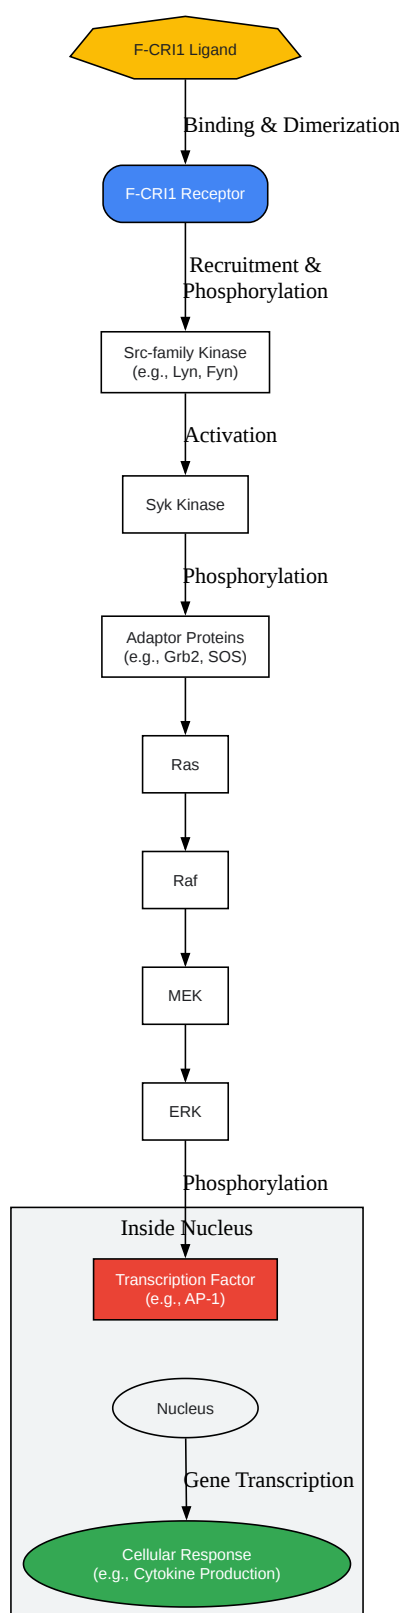 F-CRI1 Ligand
Binding & Dimerization
F-CRI1 Receptor
Recruitment &
Phosphorylation
Src-family Kinase
(e.g., Lyn, Fyn)
Activation
Syk Kinase
Phosphorylation
Adaptor Proteins
(e.g., Grb2, SOS)
Ras
Raf
MEK
ERK
Phosphorylation
Inside Nucleus
Transcription Factor
(e.g., AP-1)
Nucleus
Gene Transcription
Cellular Response
(e.g., Cytokine Production)